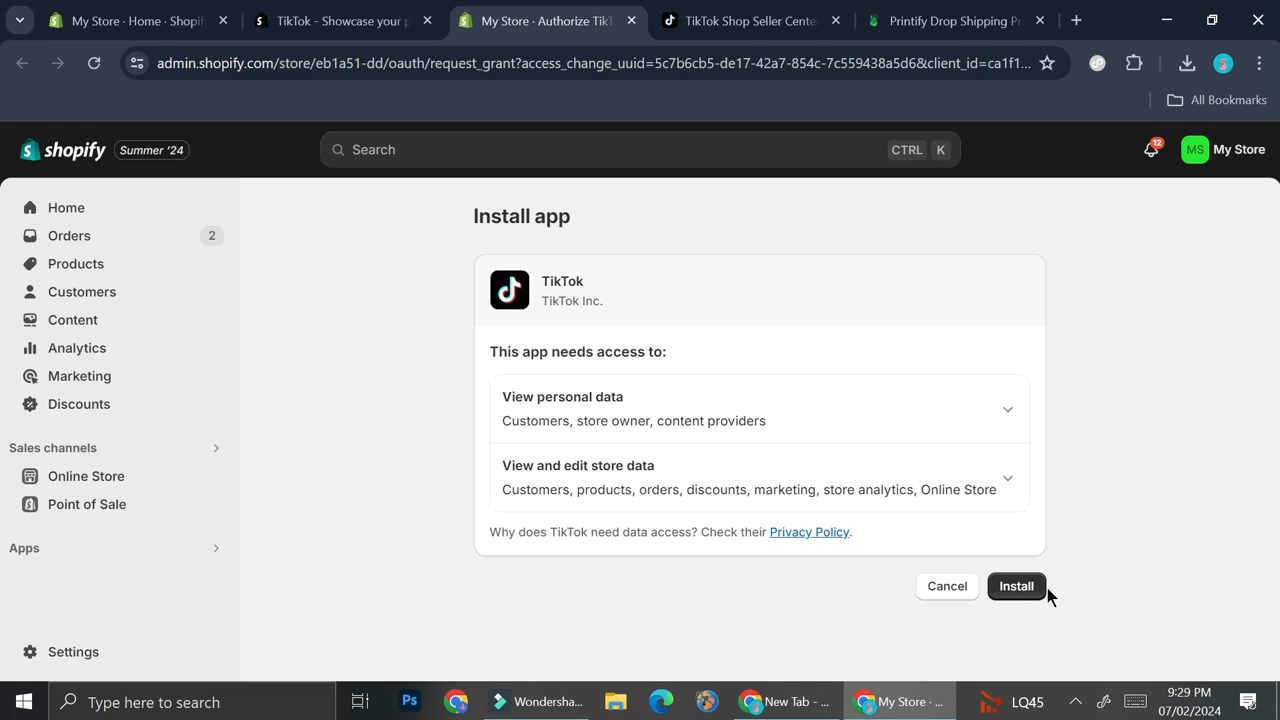 My Store · Home · Shopif
TikTok - Showcase your p
My Store · Authorize TikT
TikTok Shop Seller Cente
Printify Drop Shipping Pr
admin.shopify.com/store/eb1a51-dd/oauth/request_grant?access_change_uuid=5c7b6cb5-de17-42a7-854c-7c559438a5d6&client_id=ca1f1...
All Bookmarks
shopify
Summer '24
Search
CTRL K
12
MS
My Store
Home
Orders
2
Products
Customers
Content
Analytics
Marketing
Discounts
Sales channels
Online Store
Point of Sale
Apps
Settings
Install app
TikTok
TikTok Inc.
This app needs access to:
View personal data
Customers, store owner, content providers
View and edit store data
Customers, products, orders, discounts, marketing, store analytics, Online Store
Why does TikTok need data access? Check their Privacy Policy.
Cancel
Install
Type here to search
Ps
Wondersha...
New Tab - ...
My Store · ...
LQ45
9:29 PM
07/02/2024